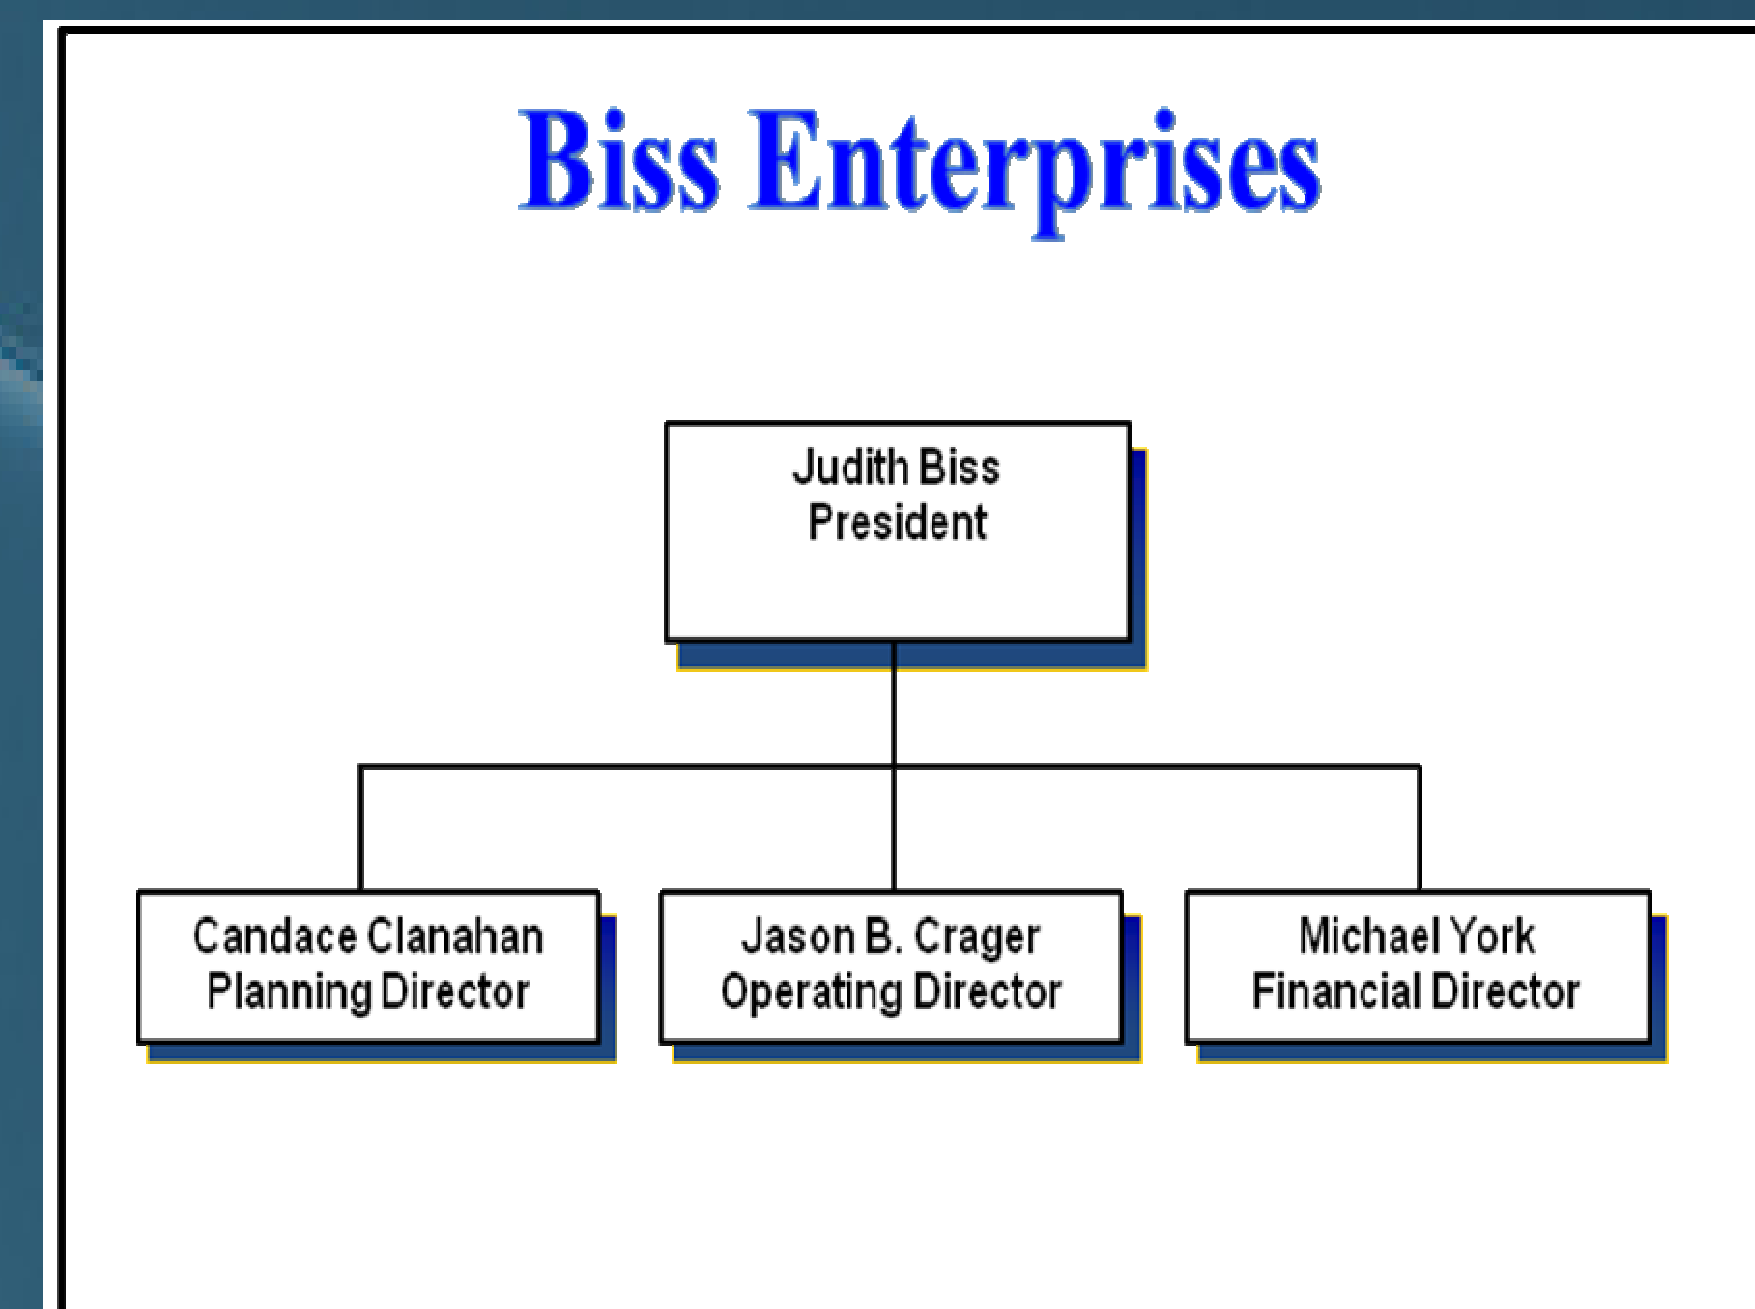 Biss Enterprises
Judith Biss
President
Candace Clanahan
Planning Director
Jason B. Crager
Operating Director
Michael York
Financial Director